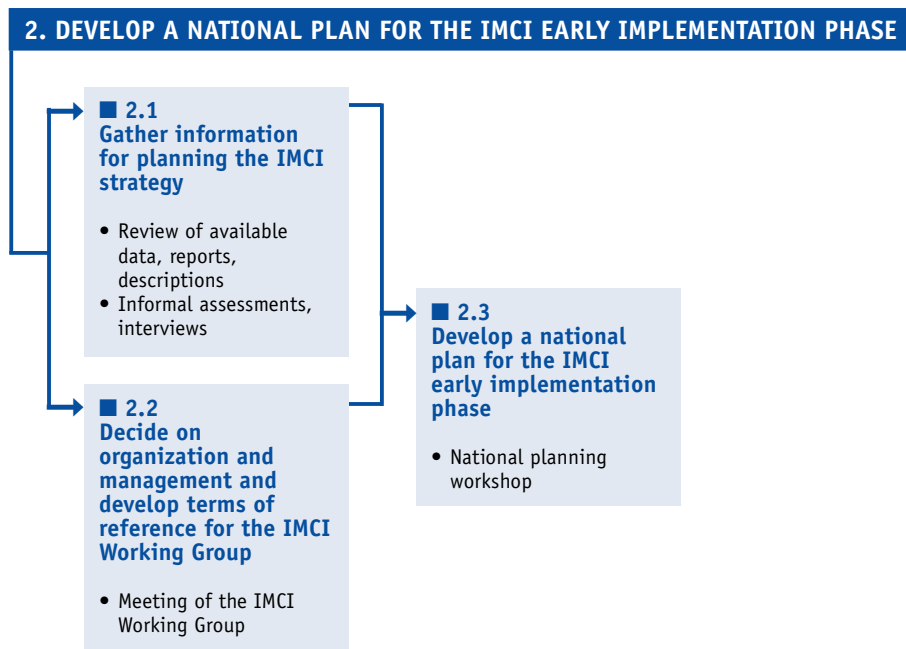 2. DEVELOP A NATIONAL PLAN FOR THE IMCI EARLY IMPLEMENTATION PHASE
■ 2.1
Gather information
for planning the IMCI
strategy
• Review of available
data, reports,
descriptions
• Informal assessments,
interviews
■ 2.2
Decide on
organization and
management and
develop terms of
reference for the IMCI
Working Group
• Meeting of the IMCI
Working Group
■ 2.3
Develop a national
plan for the IMCI
early implementation
phase
• National planning
workshop